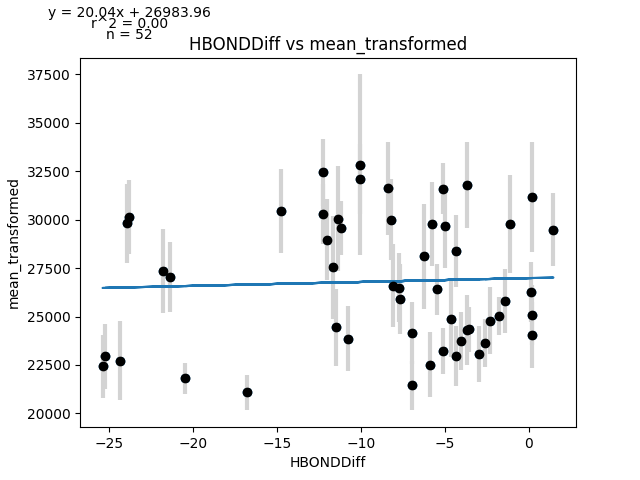 y = 20.04x + 26983.96
r^2 = 0.00
n = 52
HBONDDiff vs mean_transformed
37500
35000
32500
30000
27500
25000
22500
20000
mean_transformed
−25
−20
−15
−10
−5
0
HBONDDiff